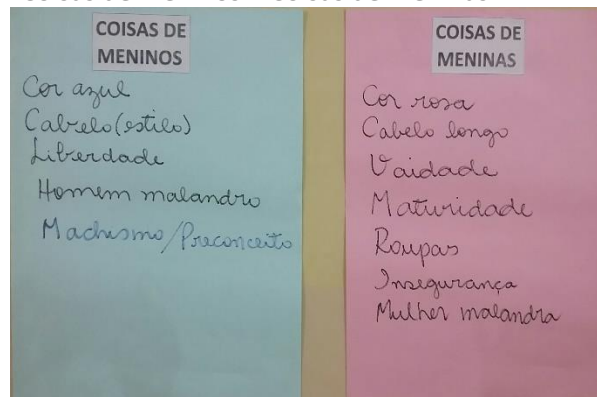 COISAS DE
MENINOS
Cor azul
Cabelo (estilo)
Liberdade
Homem malandro
Machismo/Preconceito
COISAS DE
MENINAS
Cor rosa
Cabelo longo
Vaidade
Maturidade
Roupas
Insegurança
Mulher malandra